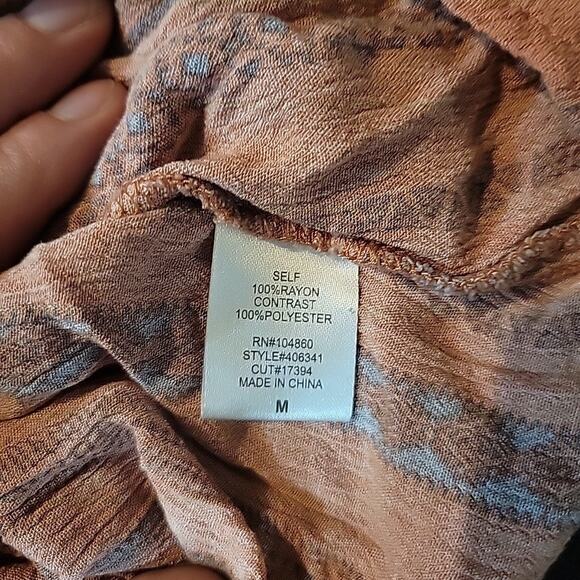 SELF
100%RAYON
CONTRAST
100%POLYESTER
RN#104860
STYLE#406341
CUT#17394
MADE IN CHINA
M